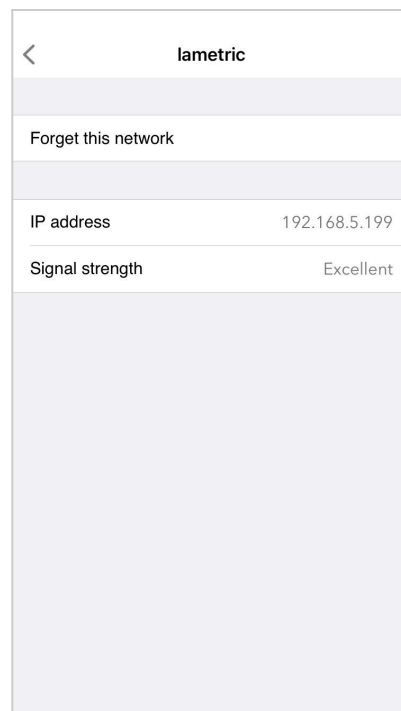 lametric
Forget this network
IP address 192.168.5.199
Signal strength Excellent